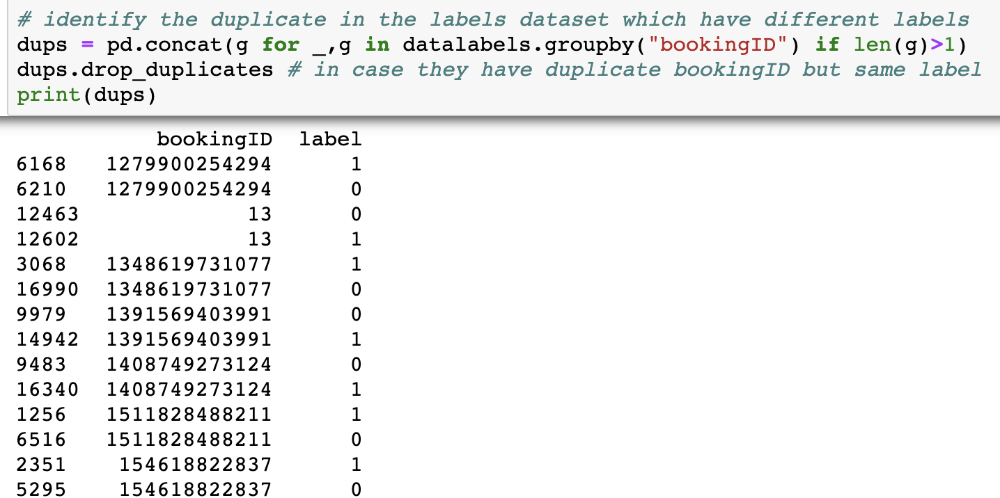 # identify the duplicate in the labels dataset which have different labels
dups = pd.concat(g for _,g in datalabels.groupby("bookingID") if len(g)>1)
dups.drop_duplicates # in case they have duplicate bookingID but same label
print(dups)
bookingID label
6168 1279900254294 1
6210 1279900254294 0
12463 13 0
12602 13 1
3068 1348619731077 1
16990 1348619731077 0
9979 1391569403991 0
14942 1391569403991 1
9483 1408749273124 0
16340 1408749273124 1
1256 1511828488211 1
6516 1511828488211 0
2351 154618822837 1
5295 154618822837 0